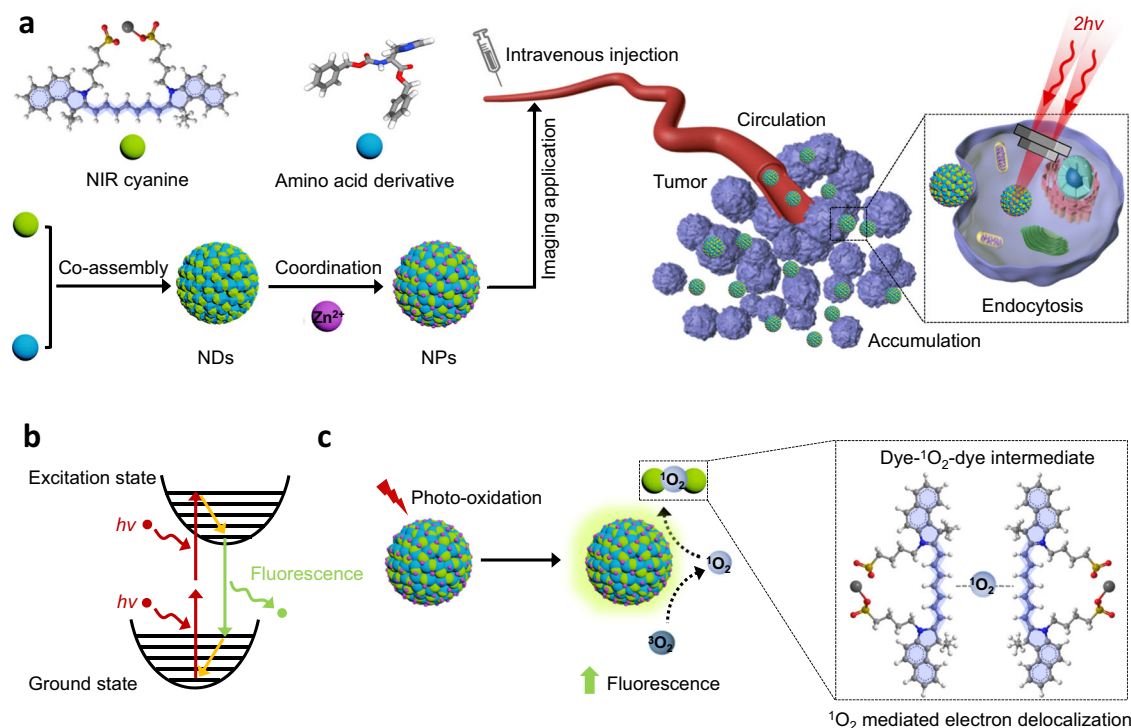 a
NIR cyanine
Amino acid derivative
Co-assembly
NDs
Coordination
Zn²⁺
NPs
Imaging application
Intravenous injection
Circulation
Tumor
Accumulation
2hv
Endocytosis
b
Excitation state
hv
Fluorescence
hv
Ground state
c
Photo-oxidation
¹O₂
¹O₂
³O₂
Fluorescence
Dye-¹O₂-dye intermediate
¹O₂
¹O₂ mediated electron delocalization